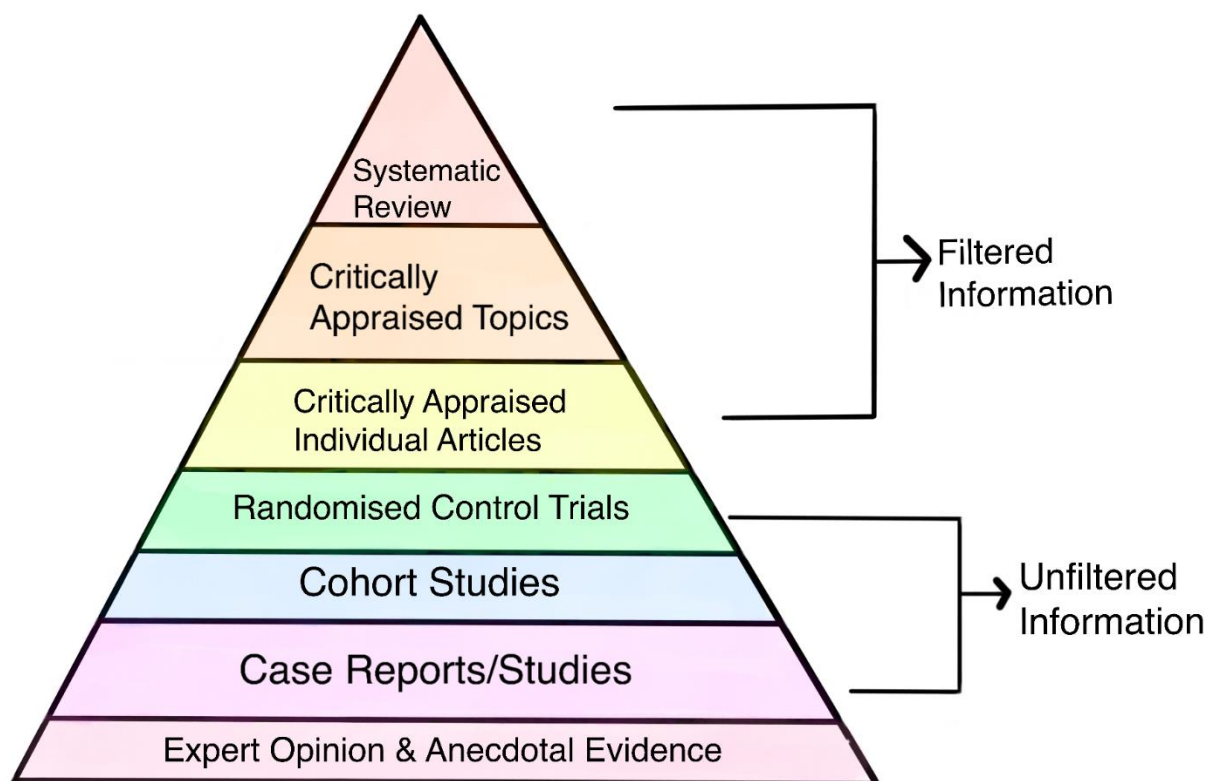 Systematic
Review
Critically
Appraised Topics
Filtered
Information
Critically Appraised
Individual Articles
Randomised Control Trials
Cohort Studies
Unfiltered
Information
Case Reports/Studies
Expert Opinion & Anecdotal Evidence